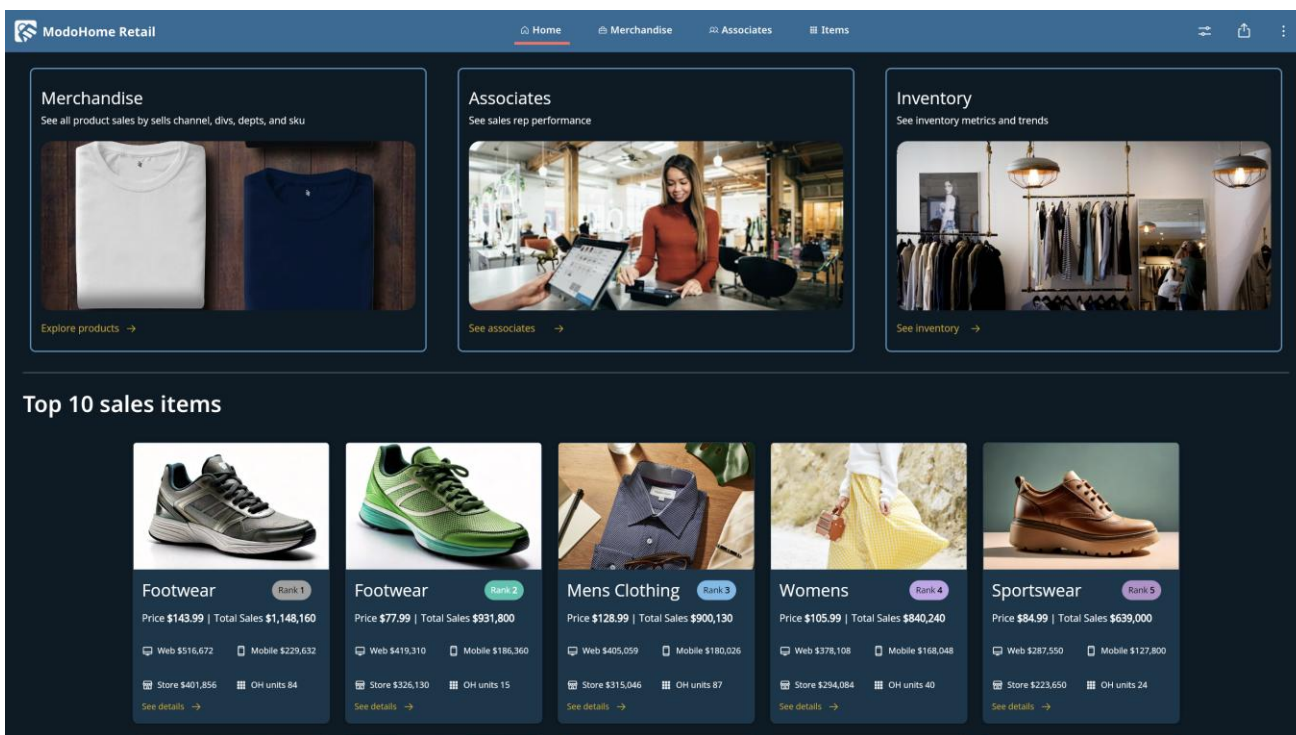 ModoHome Retail
Home
Merchandise
Associates
Items
Merchandise
See all product sales by sells channel, divs, depts, and sku
Explore products →
Associates
See sales rep performance
See associates →
Inventory
See inventory metrics and trends
See inventory →
Top 10 sales items
Footwear Rank 1
Price $143.99 | Total Sales $1,148,160
Web $516,672 Mobile $229,632
Store $401,856 OH units 84
See details →
Footwear Rank 2
Price $77.99 | Total Sales $931,800
Web $419,310 Mobile $186,360
Store $326,130 OH units 15
See details →
Mens Clothing Rank 3
Price $128.99 | Total Sales $900,130
Web $405,059 Mobile $180,026
Store $315,046 OH units 87
See details →
Womens Rank 4
Price $105.99 | Total Sales $840,240
Web $378,108 Mobile $168,048
Store $294,084 OH units 40
See details →
Sportswear Rank 5
Price $84.99 | Total Sales $639,000
Web $287,550 Mobile $127,800
Store $223,650 OH units 24
See details →